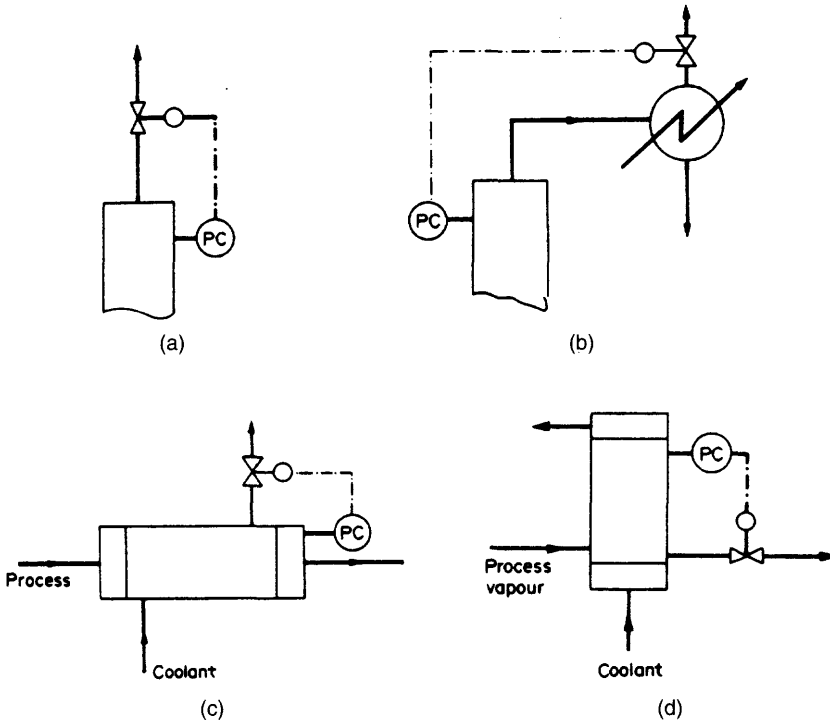 PC
(a)
PC
(b)
PC
Process
Coolant
(c)
PC
Process
vapour
Coolant
(d)